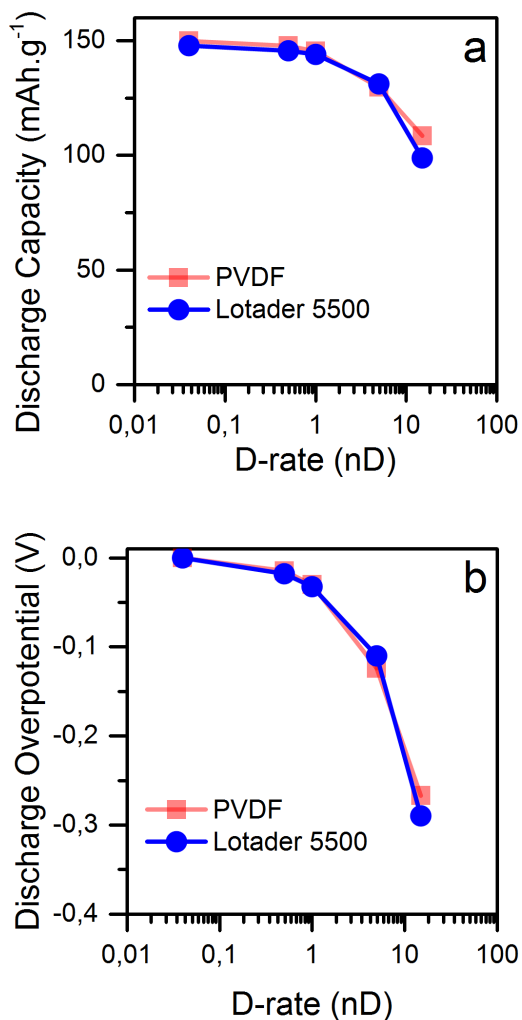 a
Discharge Capacity (mAh.g⁻¹)
150
100
50
0
PVDF
Lotader 5500
0,01 0,1 1 10 100
D-rate (nD)
b
Discharge Overpotential (V)
0,0
-0,1
-0,2
-0,3
-0,4
PVDF
Lotader 5500
0,01 0,1 1 10 100
D-rate (nD)